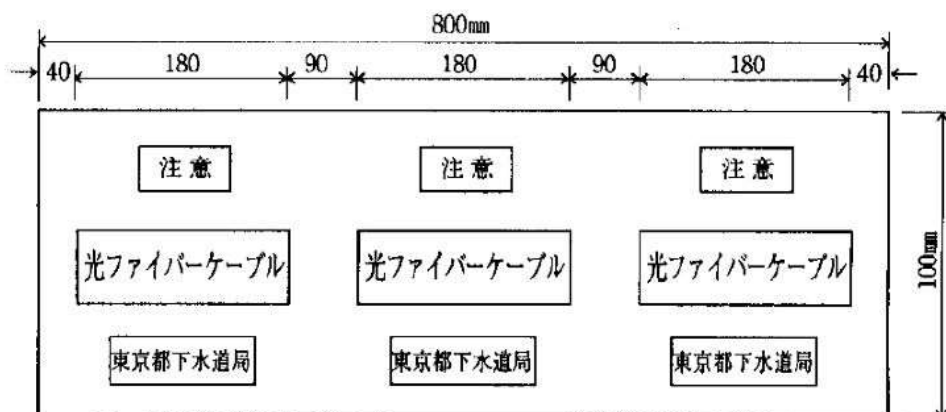 800mm
40 180 90 180 90 180 40
注意 注意 注意
光ファイバーケーブル 光ファイバーケーブル 光ファイバーケーブル
100mm
東京都下水道局 東京都下水道局 東京都下水道局